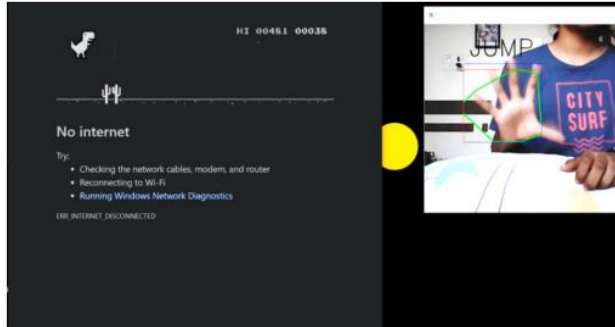 HI 00481 00038
No internet
Try:
• Checking the network cables, modem, and router
• Reconnecting to Wi-Fi
• Running Windows Network Diagnostics
ERR_INTERNET_DISCONNECTED
JUMP
CITY
SURF